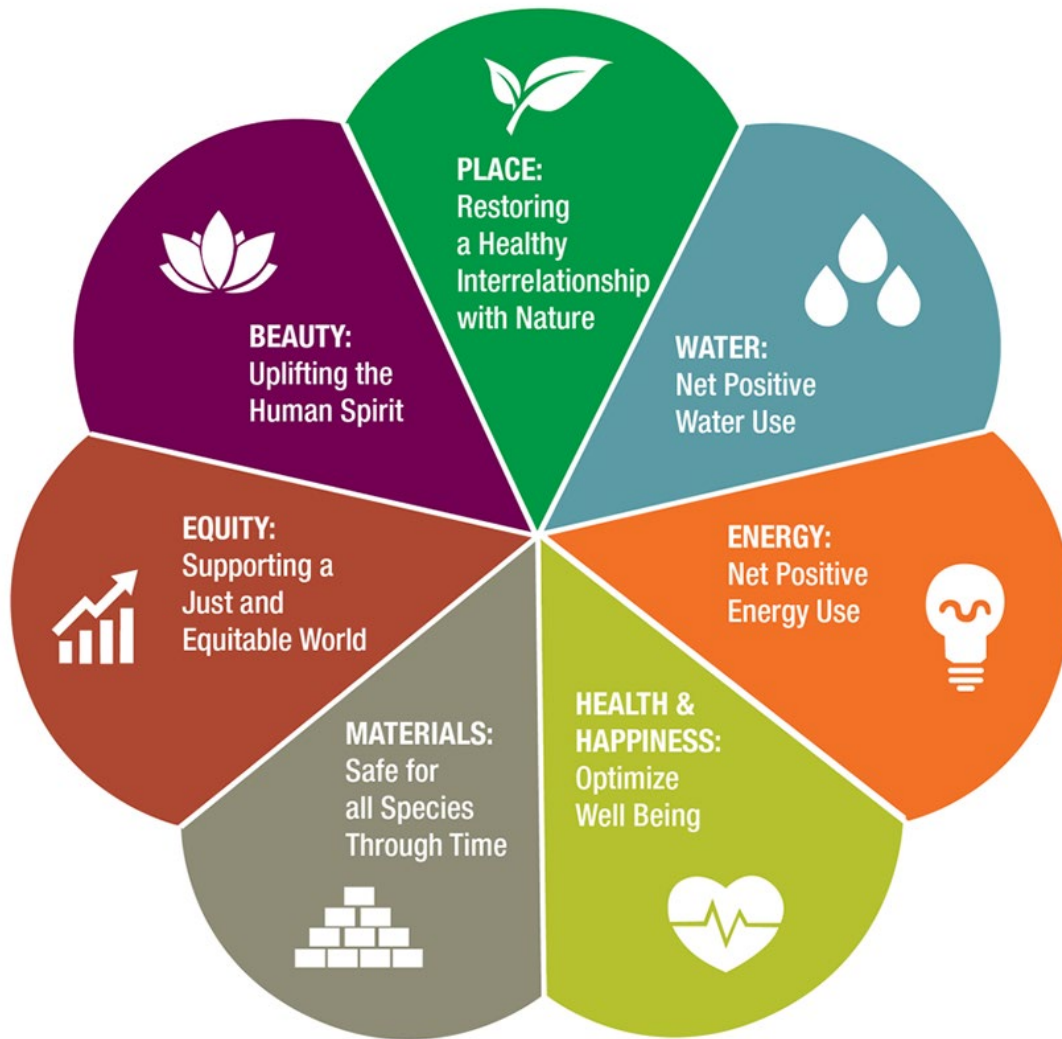 PLACE:
Restoring
a Healthy
Interrelationship
with Nature
WATER:
Net Positive
Water Use
ENERGY:
Net Positive
Energy Use
HEALTH &
HAPPINESS:
Optimize
Well Being
MATERIALS:
Safe for
all Species
Through Time
EQUITY:
Supporting a
Just and
Equitable World
BEAUTY:
Uplifting the
Human Spirit